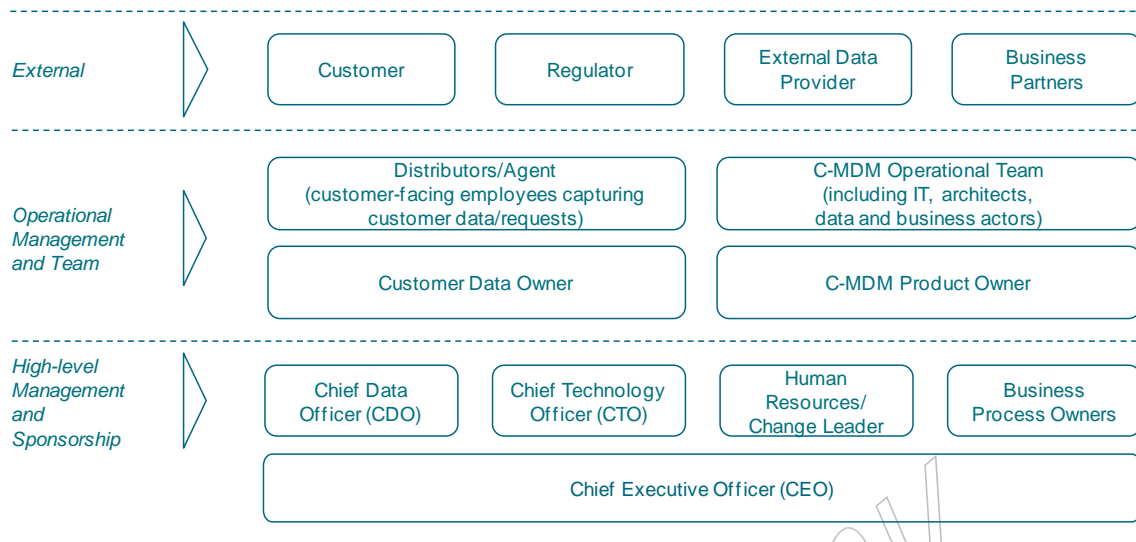 External
Customer
Regulator
External Data
Provider
Business
Partners
Operational
Management
and Team
Distributors/Agent
(customer-facing employees capturing
customer data/requests)
C-MDM Operational Team
(including IT, architects,
data and business actors)
Customer Data Owner
C-MDM Product Owner
High-level
Management
and
Sponsorship
Chief Data
Officer (CDO)
Chief Technology
Officer (CTO)
Human
Resources/
Change Leader
Business
Process Owners
Chief Executive Officer (CEO)